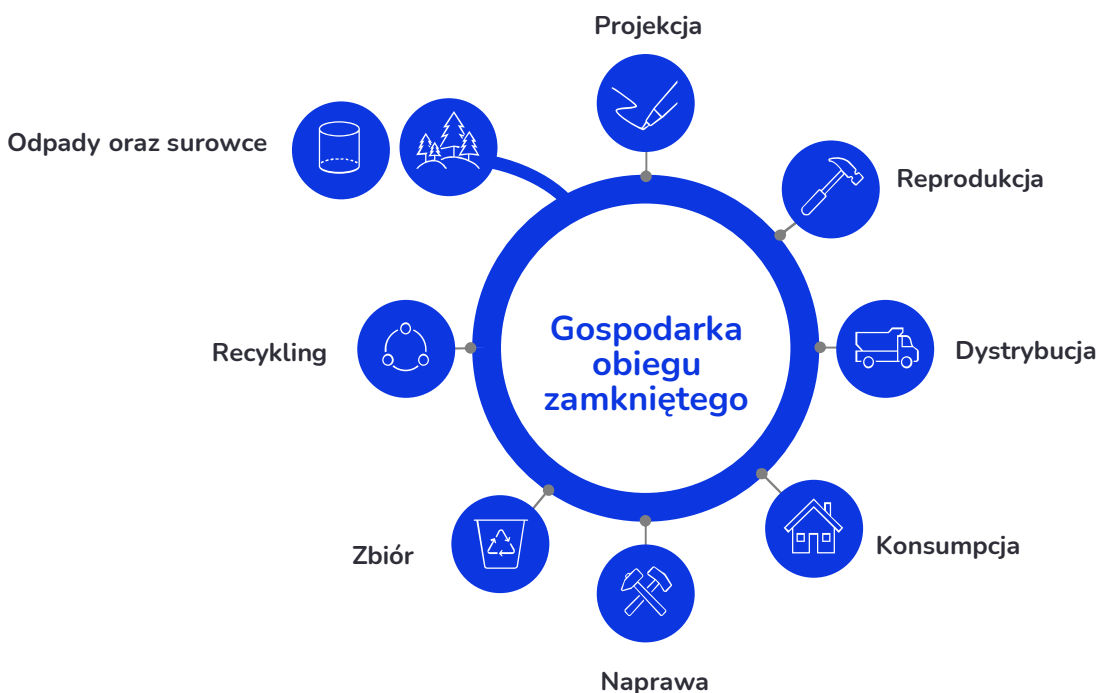 Projekcja
Odpady oraz surowce
Reprodukcja
Gospodarka
obiegu
zamkniętego
Recykling
Dystrybucja
Zbiór
Konsumpcja
Naprawa